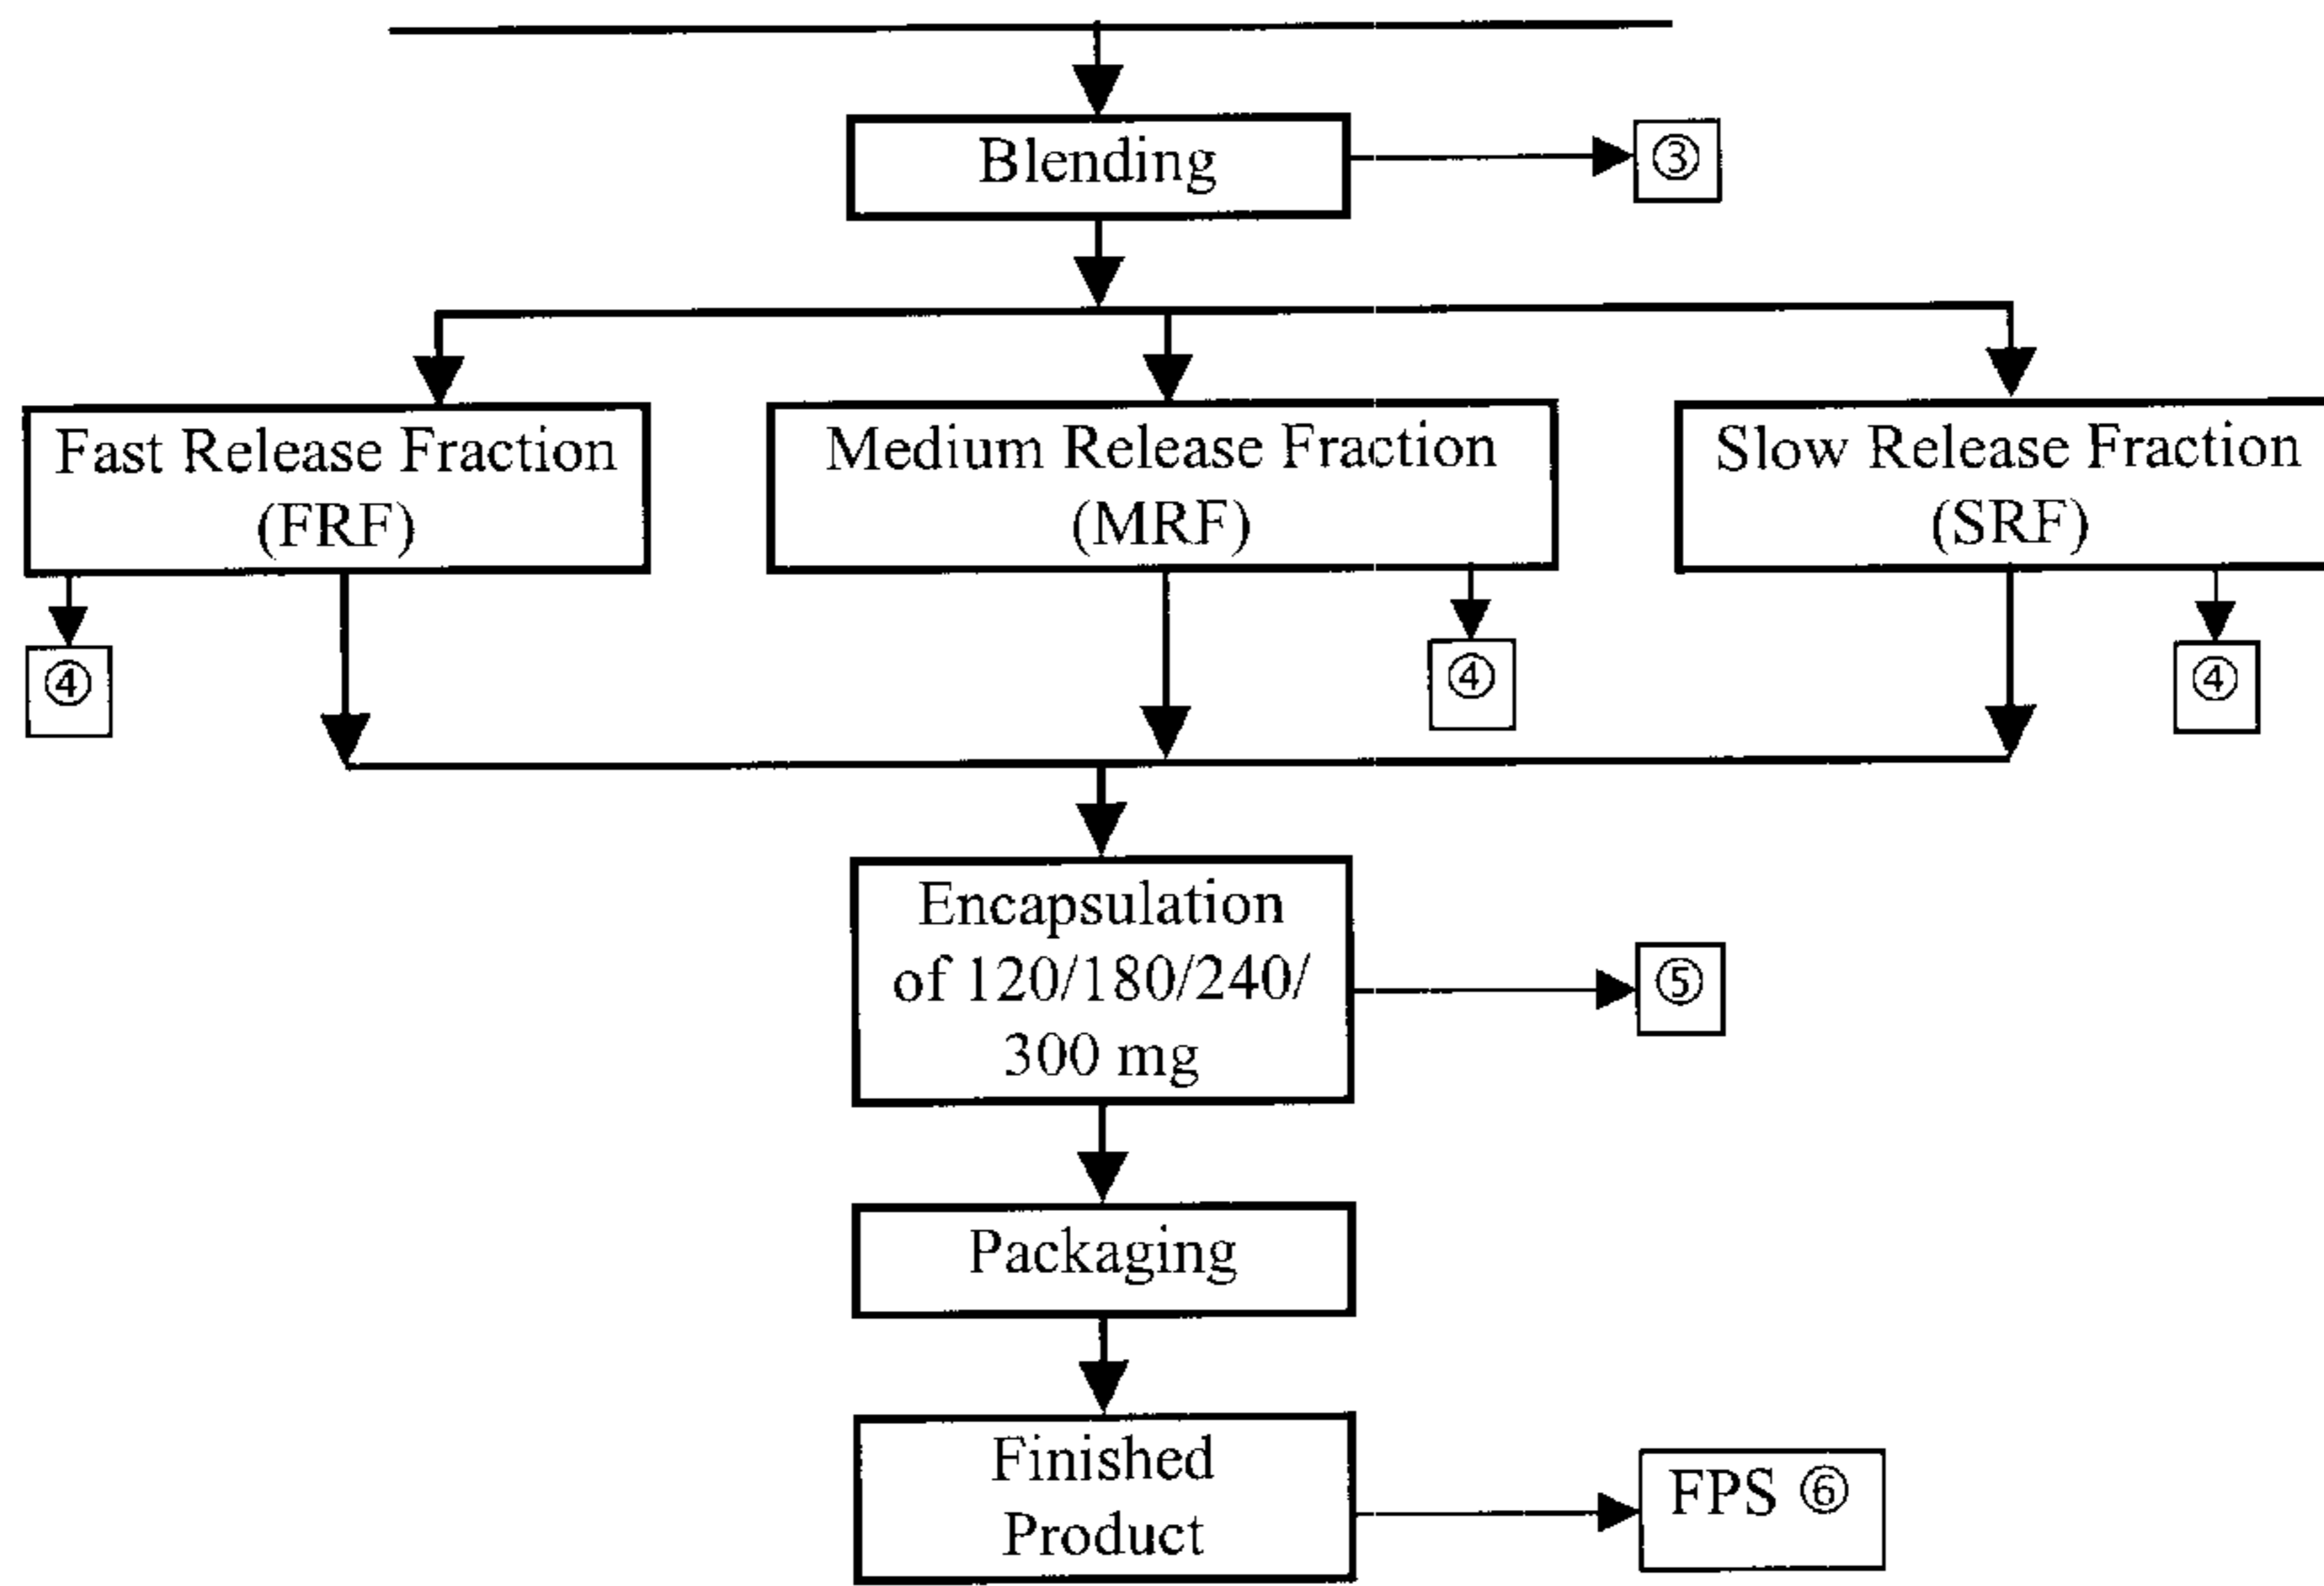 Blending
③
Fast Release Fraction
(FRF)
Medium Release Fraction
(MRF)
Slow Release Fraction
(SRF)
④
④
④
Encapsulation
of 120/180/240/
300 mg
⑤
Packaging
Finished
Product
FPS ⑥